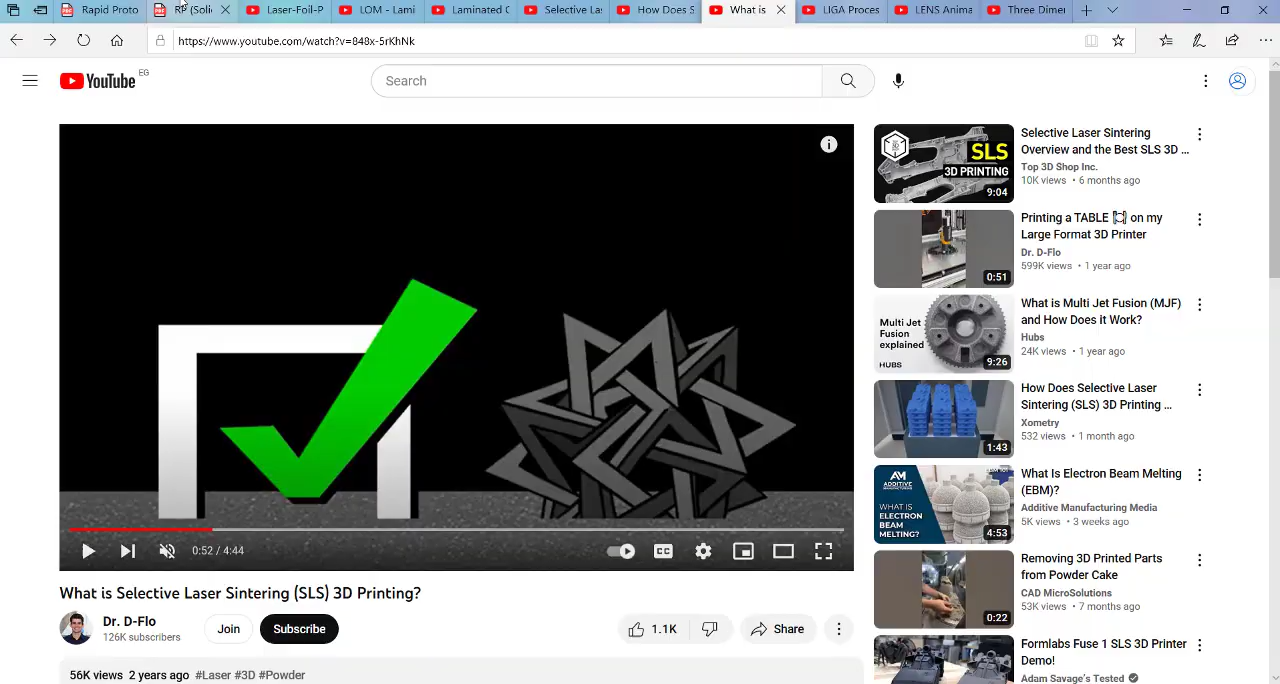 Rapid Proto
RP(Soli
Laser-Foil-P
LOM - Lami
Laminated C
Selective La
How Does S
What is
LIGA Proces
LENS Anima
Three Dimer
https://www.youtube.com/watch?v=848x-5rKhNk
YouTube EG
Search
SLS
3D PRINTING
9:04
Selective Laser Sintering
Overview and the Best SLS 3D ...
Top 3D Shop Inc.
10K views • 6 months ago
0:51
Printing a TABLE on my
Large Format 3D Printer
Dr. D-Flo
599K views • 1 year ago
Multi Jet
Fusion
explained
HUBS
9:26
What is Multi Jet Fusion (MJF)
and How Does it Work?
Hubs
24K views • 1 year ago
1:43
How Does Selective Laser
Sintering (SLS) 3D Printing ...
Xometry
532 views • 1 month ago
AM
ADDITIVE
MANUFACTURING
WHAT IS
ELECTRON
BEAM
MELTING?
4:53
What Is Electron Beam Melting
(EBM)?
Additive Manufacturing Media
5K views • 3 weeks ago
0:22
Removing 3D Printed Parts
from Powder Cake
CAD MicroSolutions
53K views • 7 months ago
Formlabs Fuse 1 SLS 3D Printer
Demo!
Adam Savage's Tested
0:52 / 4:44
CC
What is Selective Laser Sintering (SLS) 3D Printing?
Dr. D-Flo
126K subscribers
Join
Subscribe
1.1K
Share
56K views 2 years ago #Laser #3D #Powder